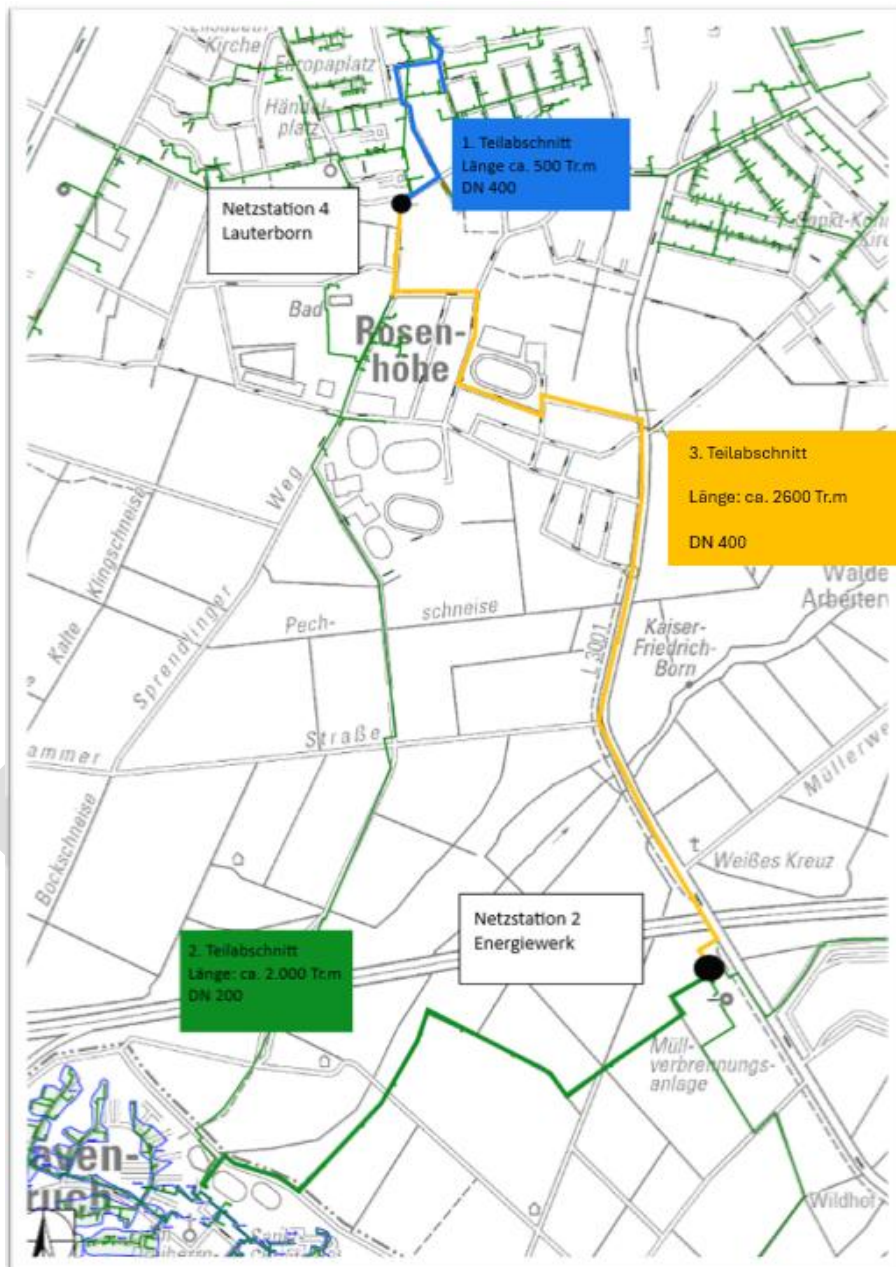 Kirche
Europaplatz
Händel-
platz
1. Teilabschnitt
Länge ca. 500 Tr.m
DN 400
Netzstation 4
Lauterborn
Bad
Rosen-
höhe
3. Teilabschnitt
Länge: ca. 2600 Tr.m
DN 400
Walde
Arbeiter
Kaiser-
Friedrich-
Born
L 3001
Weg
Sprendlinger
Klingschneise
Kalte
Pech-
schneise
Straße
ammer
Bockschneise
Müllerwe
Weißes Kreuz
Netzstation 2
Energiewerk
2. Teilabschnitt
Länge: ca. 2.000 Tr.m
DN 200
Müll-
verbrennungs-
anlage
Wildhof